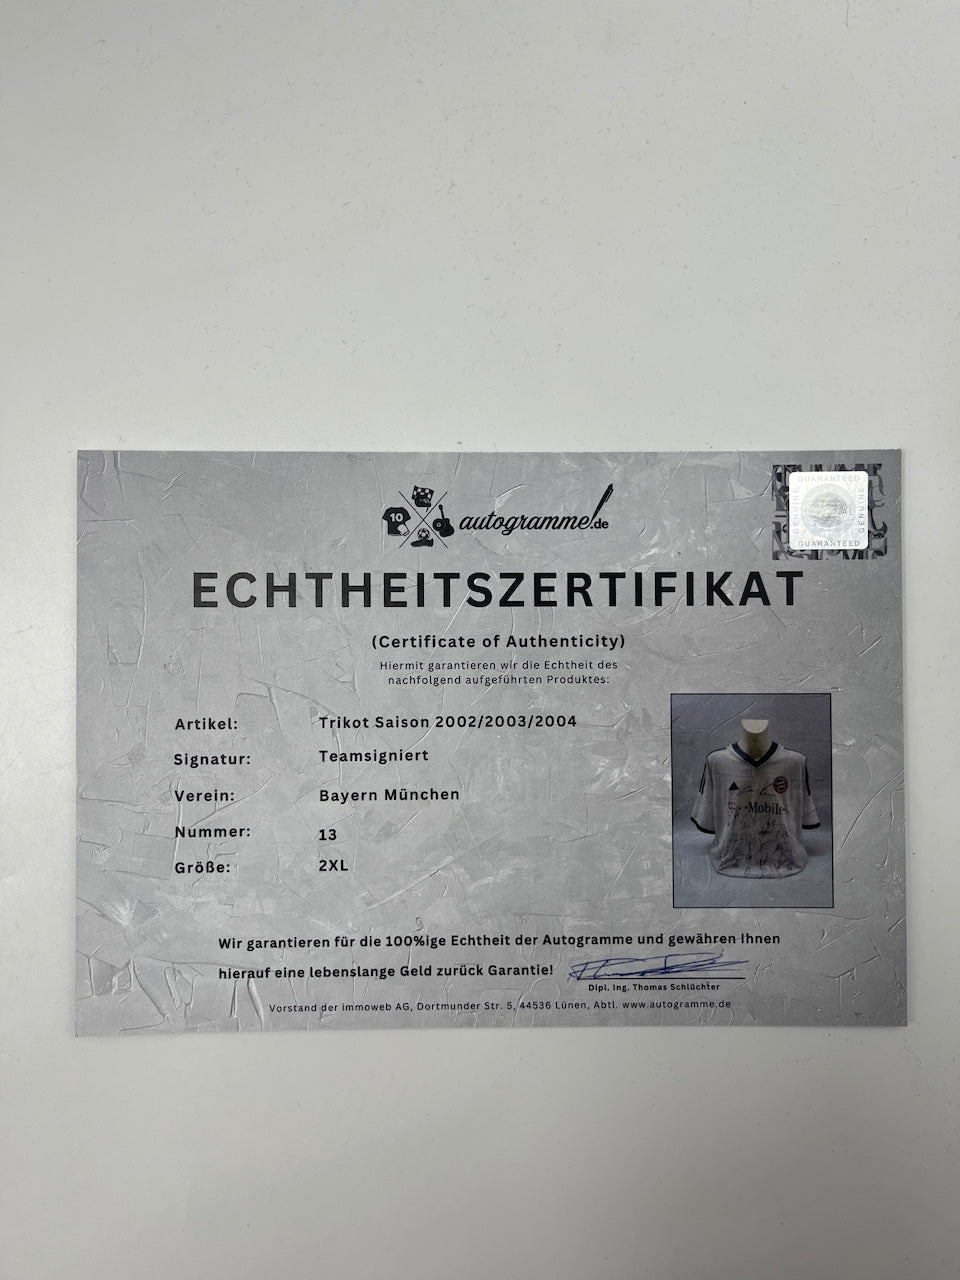 10
autogramme.de
GUARANTEED
GENUINE
ORIGINAL
GENUINE
GUARANTEED
ECHTHEITSZERTIFIKAT
(Certificate of Authenticity)
Hiermit garantieren wir die Echtheit des
nachfolgend aufgeführten Produktes:
Artikel: Trikot Saison 2002/2003/2004
Signatur: Teamsigniert
Verein: Bayern München
Nummer: 13
Größe: 2XL
T··Mobile·
Wir garantieren für die 100%ige Echtheit der Autogramme und gewähren Ihnen
hierauf eine lebenslange Geld zurück Garantie!
Dipl. Ing. Thomas Schlüchter
Vorstand der immoweb AG, Dortmunder Str. 5, 44536 Lünen, Abtl. www.autogramme.de